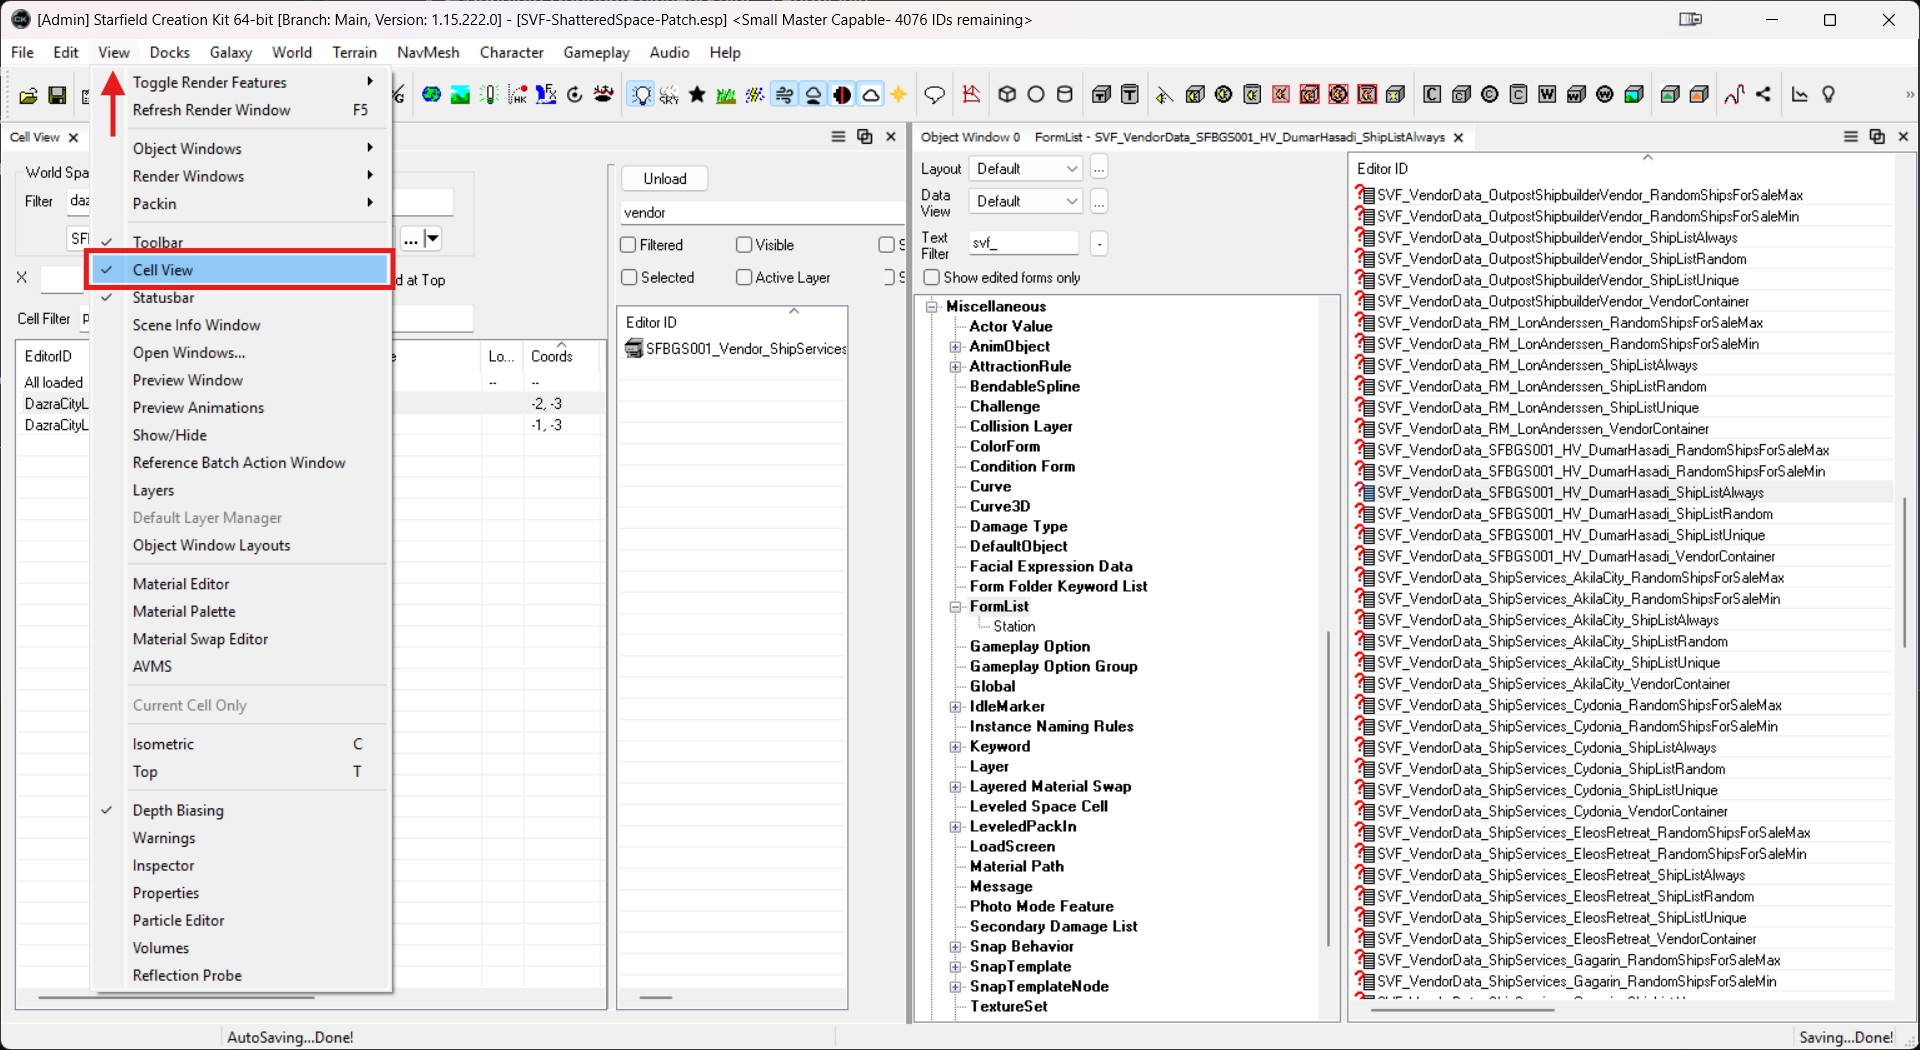 [Admin] Starfield Creation Kit 64-bit [Branch: Main, Version: 1.15.222.0] - [SVF-ShatteredSpace-Patch.esp] <Small Master Capable- 4076 IDs remaining>
File Edit View Docks Galaxy World Terrain NavMesh Character Gameplay Audio Help
Toggle Render Features
Refresh Render Window F5
Object Windows
Render Windows
Packin
Toolbar
Cell View
Statusbar
Scene Info Window
Open Windows...
Preview Window
Preview Animations
Show/Hide
Reference Batch Action Window
Layers
Default Layer Manager
Object Window Layouts
Material Editor
Material Palette
Material Swap Editor
AVMS
Current Cell Only
Isometric C
Top T
Depth Biasing
Warnings
Inspector
Properties
Particle Editor
Volumes
Reflection Probe
Cell View
World Spa
Filter daz
SF
...
X
d at Top
Cell Filter
EditorID Lo... Coords
All loaded -- --
DazraCityL -2, -3
DazraCityL -1, -3
Unload
vendor
Filtered Visible S
Selected Active Layer S
Editor ID
SFBGS001_Vendor_ShipServices
Object Window 0 FormList - SVF_VendorData_SFBGS001_HV_DumarHasadi_ShipListAlways
Layout Default ...
Data View Default ...
Text Filter svf_ -
Show edited forms only
Miscellaneous
Actor Value
AnimObject
AttractionRule
BendableSpline
Challenge
Collision Layer
ColorForm
Condition Form
Curve
Curve3D
Damage Type
DefaultObject
Facial Expression Data
Form Folder Keyword List
FormList
Station
Gameplay Option
Gameplay Option Group
Global
IdleMarker
Instance Naming Rules
Keyword
Layer
Layered Material Swap
Leveled Space Cell
LeveledPackIn
LoadScreen
Material Path
Message
Photo Mode Feature
Secondary Damage List
Snap Behavior
SnapTemplate
SnapTemplateNode
TextureSet
Editor ID
SVF_VendorData_OutpostShipbuilderVendor_RandomShipsForSaleMax
SVF_VendorData_OutpostShipbuilderVendor_RandomShipsForSaleMin
SVF_VendorData_OutpostShipbuilderVendor_ShipListAlways
SVF_VendorData_OutpostShipbuilderVendor_ShipListRandom
SVF_VendorData_OutpostShipbuilderVendor_ShipListUnique
SVF_VendorData_OutpostShipbuilderVendor_VendorContainer
SVF_VendorData_RM_LonAnderssen_RandomShipsForSaleMax
SVF_VendorData_RM_LonAnderssen_RandomShipsForSaleMin
SVF_VendorData_RM_LonAnderssen_ShipListAlways
SVF_VendorData_RM_LonAnderssen_ShipListRandom
SVF_VendorData_RM_LonAnderssen_ShipListUnique
SVF_VendorData_RM_LonAnderssen_VendorContainer
SVF_VendorData_SFBGS001_HV_DumarHasadi_RandomShipsForSaleMax
SVF_VendorData_SFBGS001_HV_DumarHasadi_RandomShipsForSaleMin
SVF_VendorData_SFBGS001_HV_DumarHasadi_ShipListAlways
SVF_VendorData_SFBGS001_HV_DumarHasadi_ShipListRandom
SVF_VendorData_SFBGS001_HV_DumarHasadi_ShipListUnique
SVF_VendorData_SFBGS001_HV_DumarHasadi_VendorContainer
SVF_VendorData_ShipServices_AkilaCity_RandomShipsForSaleMax
SVF_VendorData_ShipServices_AkilaCity_RandomShipsForSaleMin
SVF_VendorData_ShipServices_AkilaCity_ShipListAlways
SVF_VendorData_ShipServices_AkilaCity_ShipListRandom
SVF_VendorData_ShipServices_AkilaCity_ShipListUnique
SVF_VendorData_ShipServices_AkilaCity_VendorContainer
SVF_VendorData_ShipServices_Cydonia_RandomShipsForSaleMax
SVF_VendorData_ShipServices_Cydonia_RandomShipsForSaleMin
SVF_VendorData_ShipServices_Cydonia_ShipListAlways
SVF_VendorData_ShipServices_Cydonia_ShipListRandom
SVF_VendorData_ShipServices_Cydonia_ShipListUnique
SVF_VendorData_ShipServices_Cydonia_VendorContainer
SVF_VendorData_ShipServices_EleosRetreat_RandomShipsForSaleMax
SVF_VendorData_ShipServices_EleosRetreat_RandomShipsForSaleMin
SVF_VendorData_ShipServices_EleosRetreat_ShipListAlways
SVF_VendorData_ShipServices_EleosRetreat_ShipListRandom
SVF_VendorData_ShipServices_EleosRetreat_ShipListUnique
SVF_VendorData_ShipServices_EleosRetreat_VendorContainer
SVF_VendorData_ShipServices_Gagarin_RandomShipsForSaleMax
SVF_VendorData_ShipServices_Gagarin_RandomShipsForSaleMin
AutoSaving...Done!
Saving...Done!